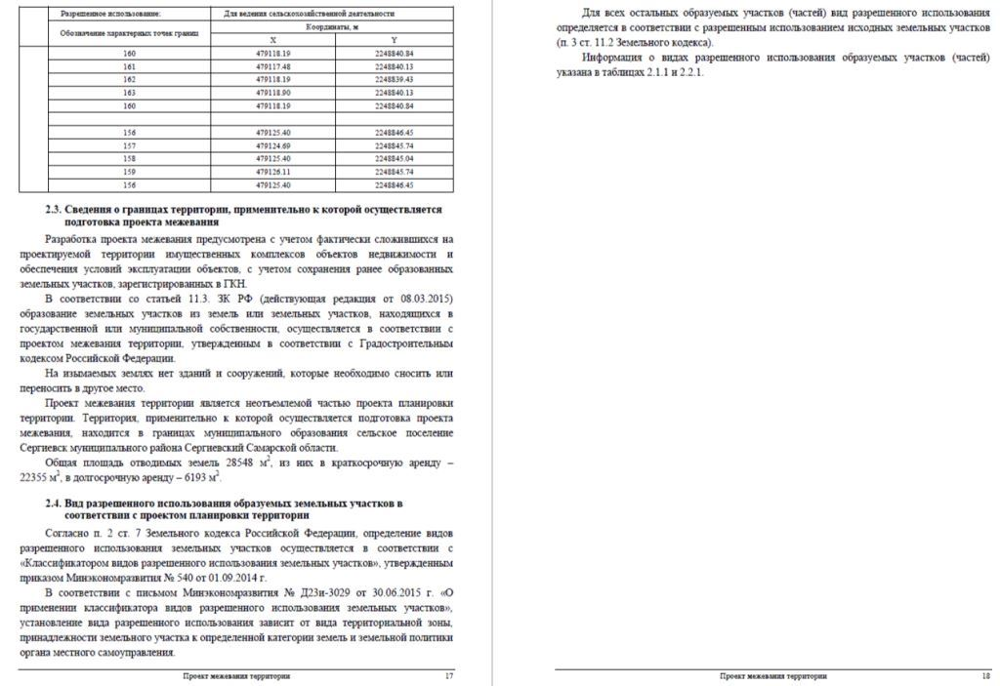 Разрешенное использование: Для ведения сельскохозяйственной деятельности
Обозначение характерных точек границ Координаты, м
X Y
160 479118.19 2248840.84
161 479117.48 2248840.13
162 479118.19 2248839.43
163 479118.90 2248840.13
160 479118.19 2248840.84
156 479125.40 2248846.45
157 479124.69 2248845.74
158 479125.40 2248845.04
159 479126.11 2248845.74
156 479125.40 2248846.45
2.3. Сведения о границах территории, применительно к которой осуществляется
подготовка проекта межевания
Разработка проекта межевания предусмотрена с учетом фактически сложившихся на
проектируемой территории имущественных комплексов объектов недвижимости и
обеспечения условий эксплуатации объектов, с учетом сохранения ранее образованных
земельных участков, зарегистрированных в ГКН.
В соответствии со статьей 11.3. ЗК РФ (действующая редакция от 08.03.2015)
образование земельных участков из земель или земельных участков, находящихся в
государственной или муниципальной собственности, осуществляется в соответствии с
проектом межевания территории, утвержденным в соответствии с Градостроительным
кодексом Российской Федерации.
На изымаемых землях нет зданий и сооружений, которые необходимо сносить или
переносить в другое место.
Проект межевания территории является неотъемлемой частью проекта планировки
территории. Территория, применительно к которой осуществляется подготовка проекта
межевания, находится в границах муниципального образования сельское поселение
Сергиевск муниципального района Сергиевский Самарской области.
Общая площадь отводимых земель 28548 м², из них в краткосрочную аренду –
22355 м², в долгосрочную аренду – 6193 м².
2.4. Вид разрешенного использования образуемых земельных участков в
соответствии с проектом планировки территории
Согласно п. 2 ст. 7 Земельного кодекса Российской Федерации, определение видов
разрешенного использования земельных участков осуществляется в соответствии с
«Классификатором видов разрешенного использования земельных участков», утвержденным
приказом Минэкономразвития № 540 от 01.09.2014 г.
В соответствии с письмом Минэкономразвития № Д23и-3029 от 30.06.2015 г. «О
применении классификатора видов разрешенного использования земельных участков»,
установление вида разрешенного использования зависит от вида территориальной зоны,
принадлежности земельного участка к определенной категории земель и земельной политики
органа местного самоуправления.
Проект межевания территории 17
Для всех остальных образуемых участков (частей) вид разрешенного использования
определяется в соответствии с разрешенным использованием исходных земельных участков
(п. 3 ст. 11.2 Земельного кодекса).
Информация о видах разрешенного использования образуемых участков (частей)
указана в таблицах 2.1.1 и 2.2.1.
Проект межевания территории 18